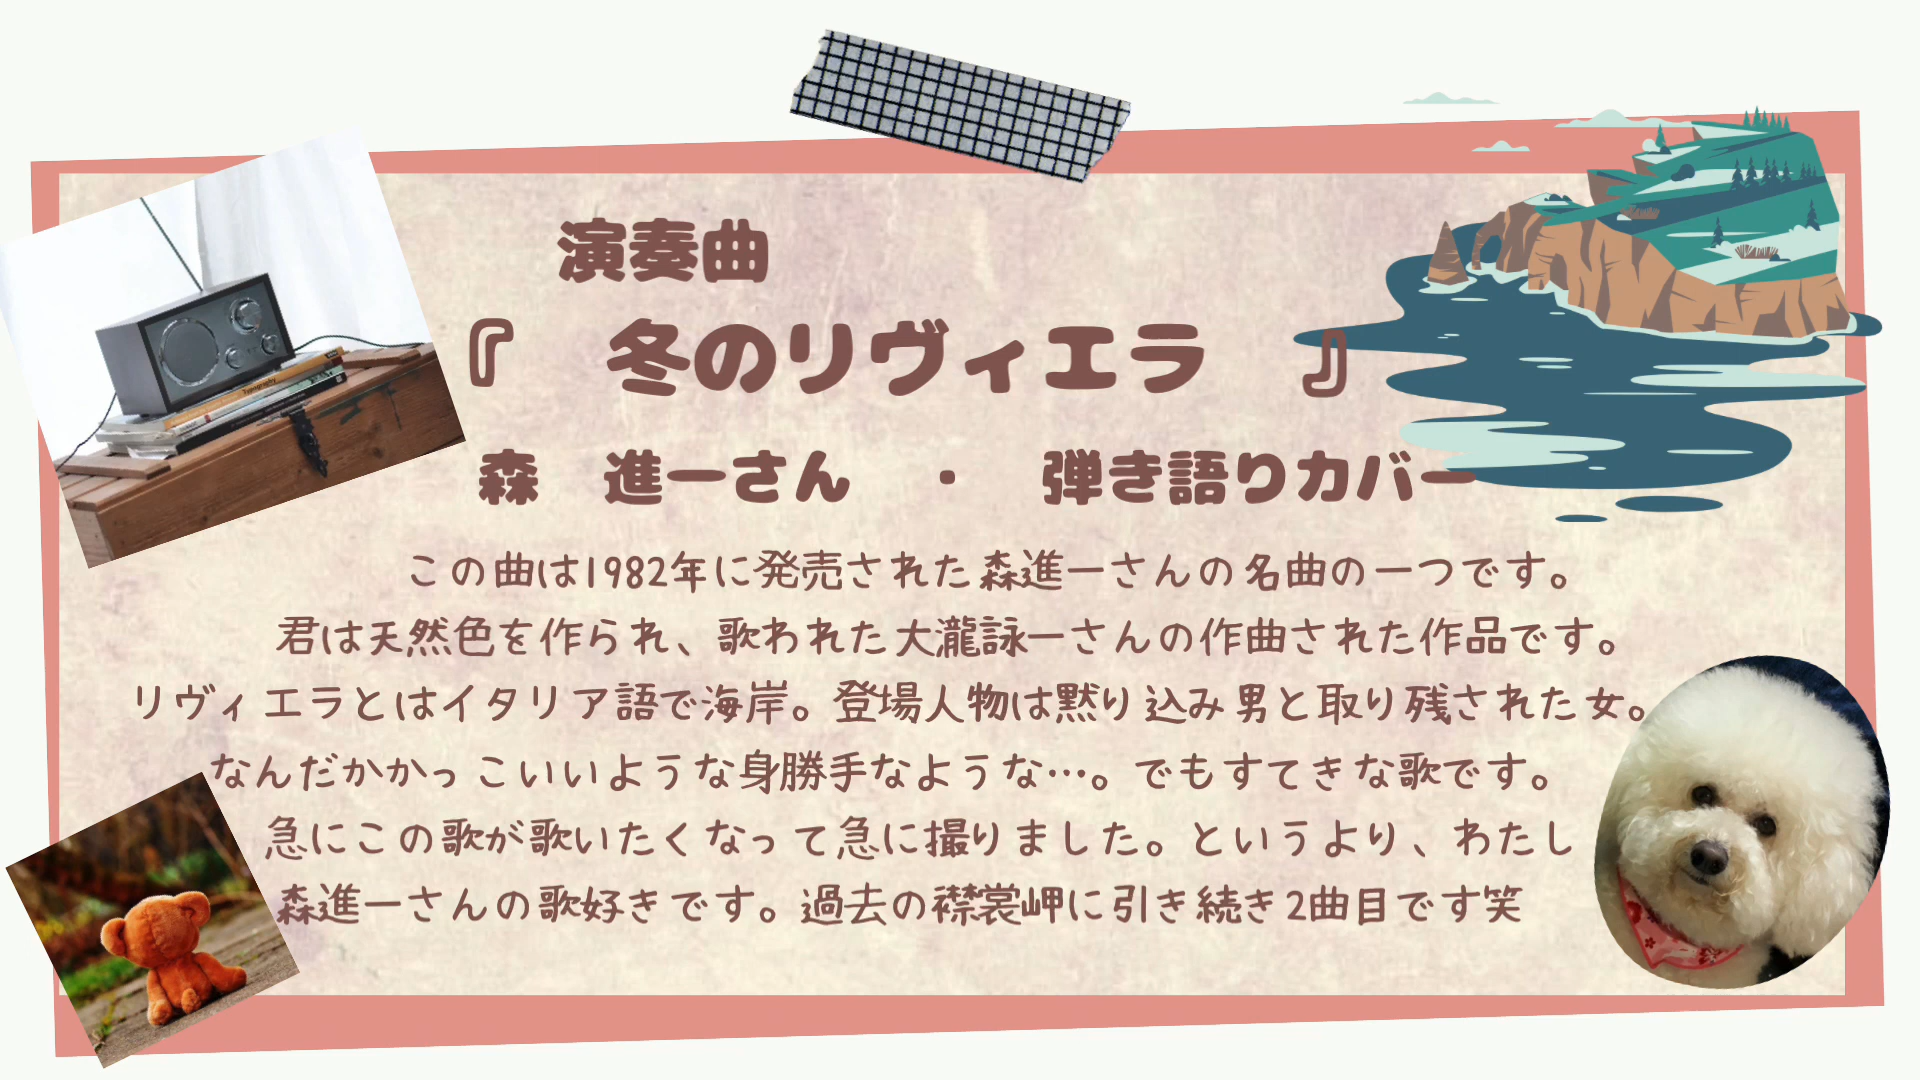 演奏曲
『 冬のリヴィエラ 』
森 進一さん ・ 弾き語りカバー
この曲は1982年に発売された森進一さんの名曲の一つです。
君は天然色を作られ、歌われた大瀧詠一さんの作曲された作品です。
リヴィエラとはイタリア語で海岸。登場人物は黙り込み男と取り残された女。
なんだかかっこいいような身勝手なような…。でもすてきな歌です。
急にこの歌が歌いたくなって急に撮りました。というより、わたし
森進一さんの歌好きです。過去の襟裳岬に引き続き2曲目です笑
Typography